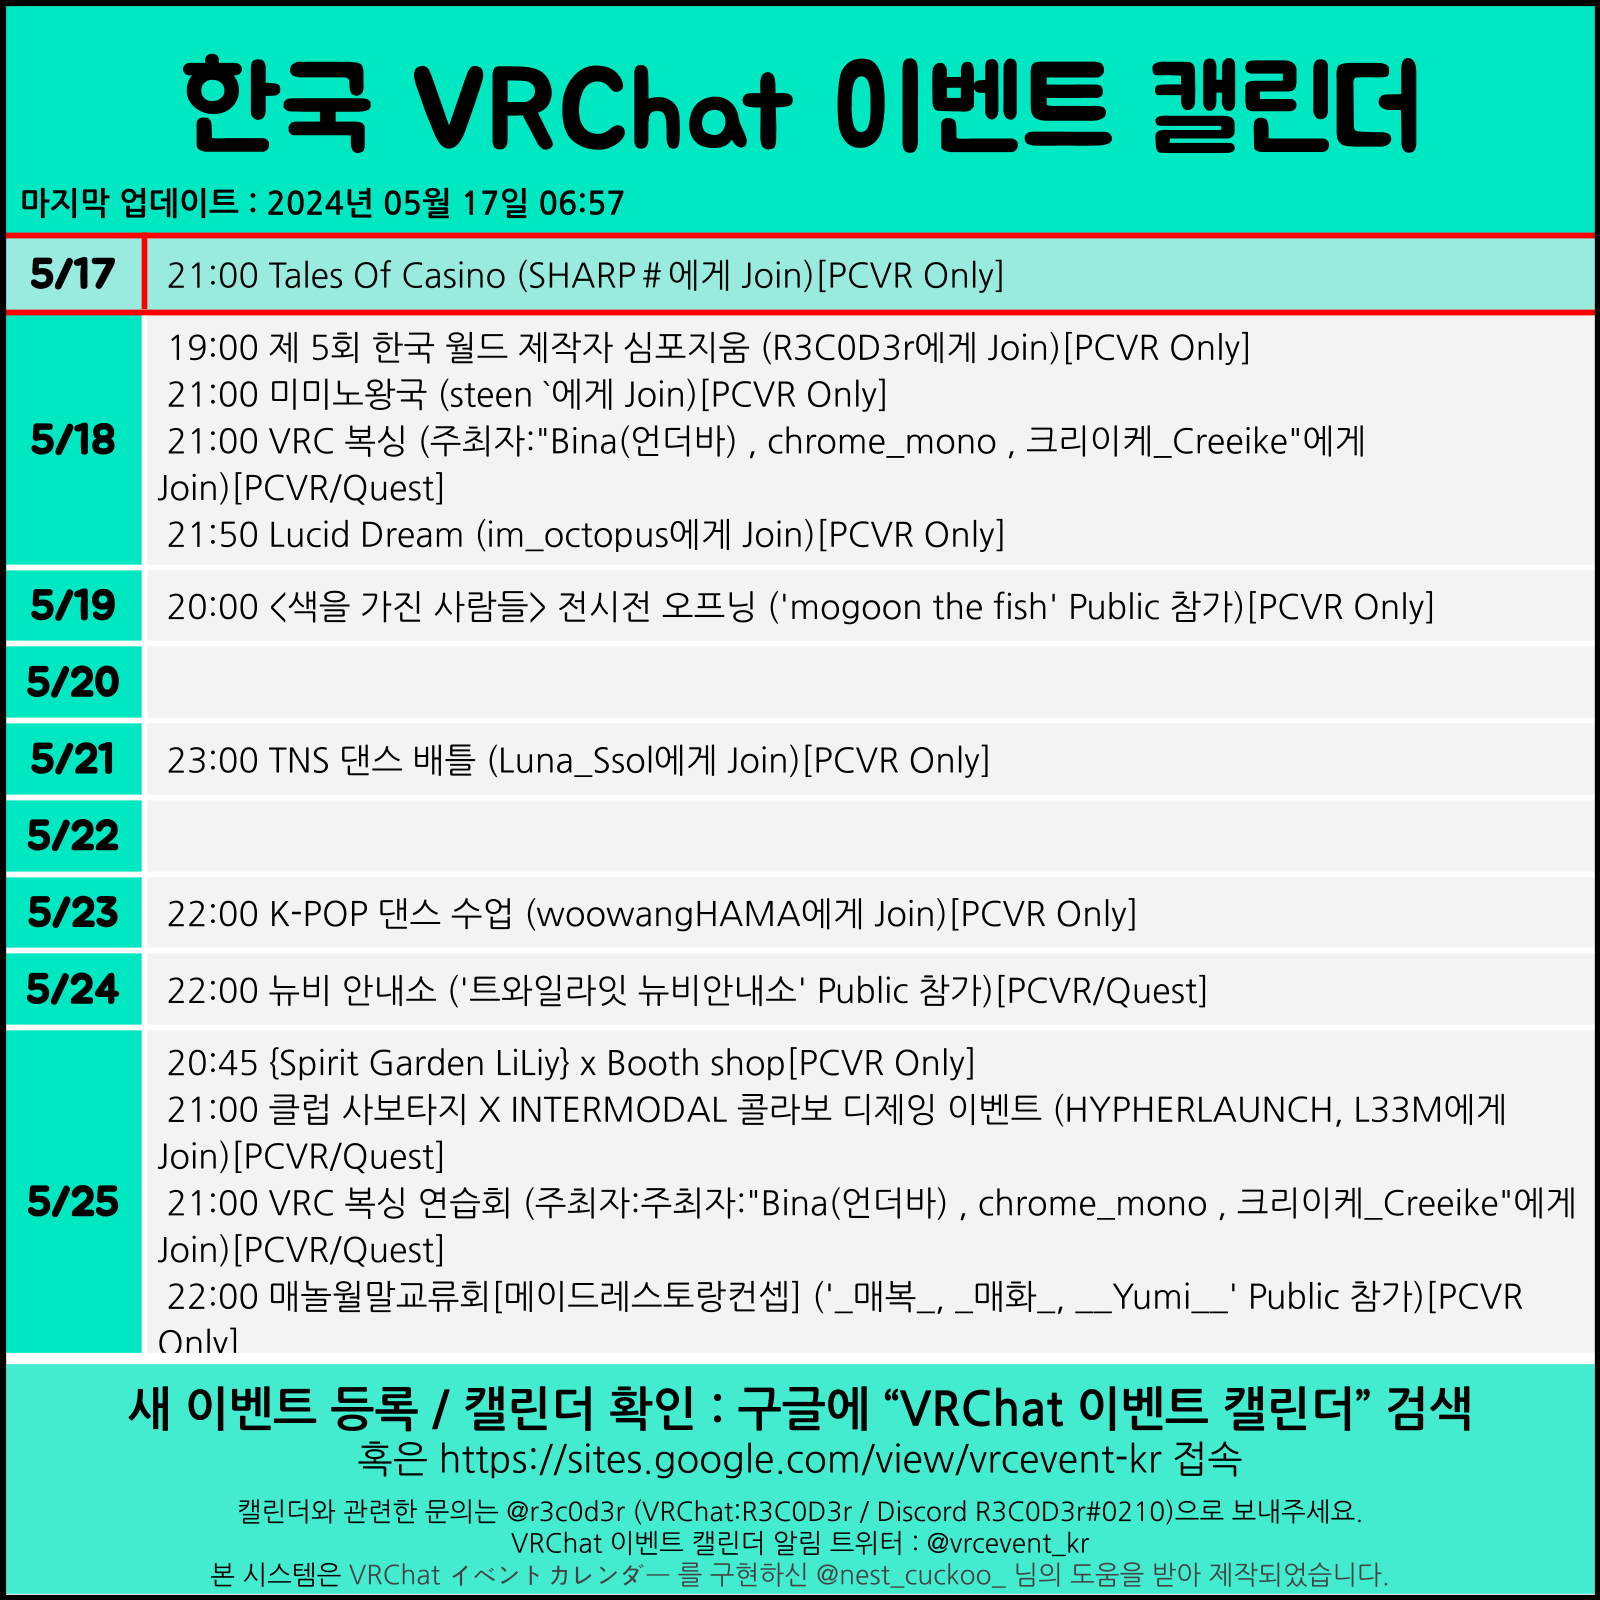 한국 VRChat 이벤트 캘린더
마지막 업데이트 : 2024년 05월 17일 06:57
5/17
21:00 Tales Of Casino (SHARP＃에게 Join)[PCVR Only]
5/18
19:00 제 5회 한국 월드 제작자 심포지움 (R3C0D3r에게 Join)[PCVR Only]
21:00 미미노왕국 (steen `에게 Join)[PCVR Only]
21:00 VRC 복싱 (주최자:"Bina(언더바) , chrome_mono , 크리이케_Creeike"에게
Join)[PCVR/Quest]
21:50 Lucid Dream (im_octopus에게 Join)[PCVR Only]
5/19
20:00 <색을 가진 사람들> 전시전 오프닝 ('mogoon the fish' Public 참가)[PCVR Only]
5/20
5/21
23:00 TNS 댄스 배틀 (Luna_Ssol에게 Join)[PCVR Only]
5/22
5/23
22:00 K-POP 댄스 수업 (woowangHAMA에게 Join)[PCVR Only]
5/24
22:00 뉴비 안내소 ('트와일라잇 뉴비안내소' Public 참가)[PCVR/Quest]
5/25
20:45 {Spirit Garden LiLiy} x Booth shop[PCVR Only]
21:00 클럽 사보타지 X INTERMODAL 콜라보 디제잉 이벤트 (HYPHERLAUNCH, L33M에게
Join)[PCVR/Quest]
21:00 VRC 복싱 연습회 (주최자:주최자:"Bina(언더바) , chrome_mono , 크리이케_Creeike"에게
Join)[PCVR/Quest]
22:00 매놀월말교류회[메이드레스토랑컨셉] ('_매복_, _매화_, __Yumi__' Public 참가)[PCVR
Only]
새 이벤트 등록 / 캘린더 확인 : 구글에 “VRChat 이벤트 캘린더” 검색
혹은 https://sites.google.com/view/vrcevent-kr 접속
캘린더와 관련한 문의는 @r3c0d3r (VRChat:R3C0D3r / Discord R3C0D3r#0210)으로 보내주세요.
VRChat 이벤트 캘린더 알림 트위터 : @vrcevent_kr
본 시스템은 VRChat イベントカレンダー 를 구현하신 @nest_cuckoo_ 님의 도움을 받아 제작되었습니다.